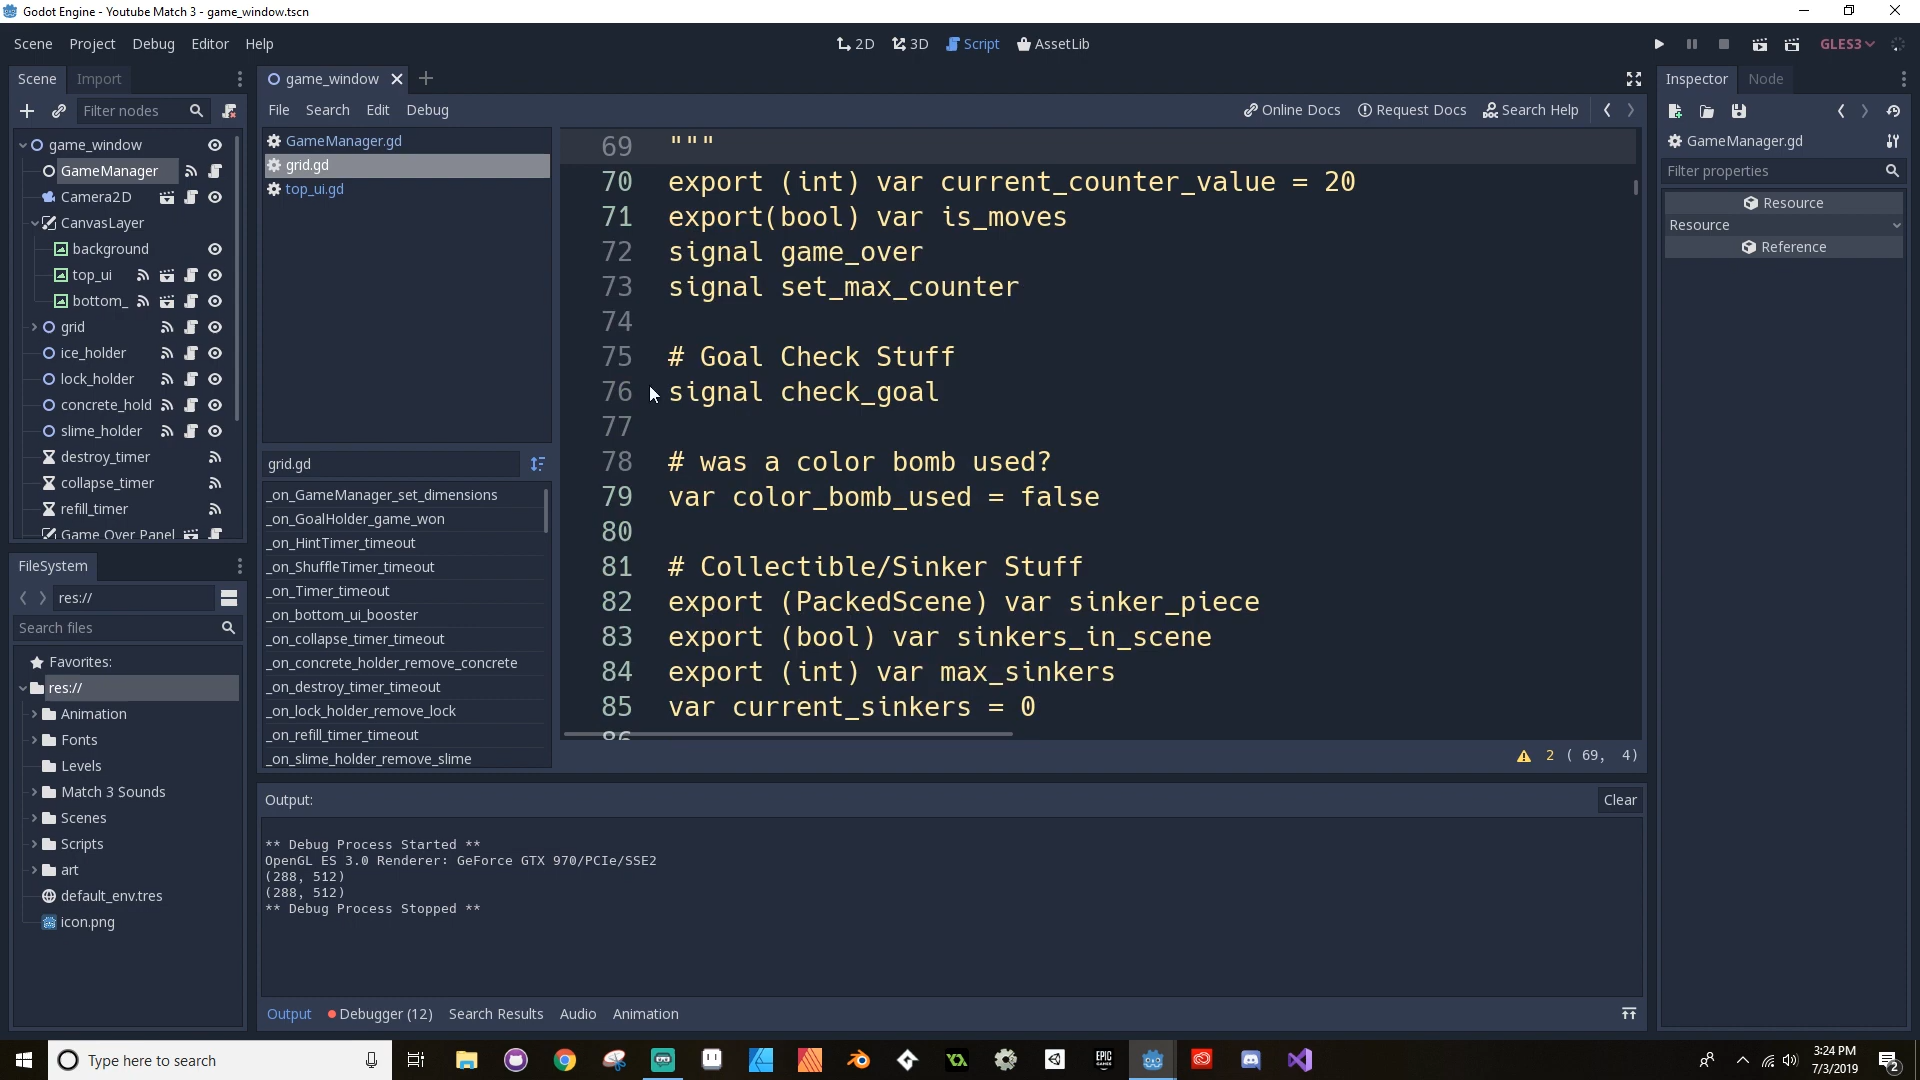 Godot Engine - Youtube Match 3 - game_window.tscn
Scene Project Debug Editor Help
2D 3D Script AssetLib
GLES3
Scene Import
Filter nodes
game_window
GameManager
Camera2D
CanvasLayer
background
top_ui
bottom_
grid
ice_holder
lock_holder
concrete_hold
slime_holder
destroy_timer
collapse_timer
refill_timer
Game Over Panel
FileSystem
res://
Search files
Favorites:
res://
Animation
Fonts
Levels
Match 3 Sounds
Scenes
Scripts
art
default_env.tres
icon.png
game_window
File Search Edit Debug
Online Docs Request Docs Search Help
GameManager.gd
grid.gd
top_ui.gd
grid.gd
_on_GameManager_set_dimensions
_on_GoalHolder_game_won
_on_HintTimer_timeout
_on_ShuffleTimer_timeout
_on_Timer_timeout
_on_bottom_ui_booster
_on_collapse_timer_timeout
_on_concrete_holder_remove_concrete
_on_destroy_timer_timeout
_on_lock_holder_remove_lock
_on_refill_timer_timeout
_on_slime_holder_remove_slime
69 """
70 export (int) var current_counter_value = 20
71 export(bool) var is_moves
72 signal game_over
73 signal set_max_counter
74
75 # Goal Check Stuff
76 signal check_goal
77
78 # was a color bomb used?
79 var color_bomb_used = false
80
81 # Collectible/Sinker Stuff
82 export (PackedScene) var sinker_piece
83 export (bool) var sinkers_in_scene
84 export (int) var max_sinkers
85 var current_sinkers = 0
86
2 ( 69, 4)
Output:
Clear
** Debug Process Started **
OpenGL ES 3.0 Renderer: GeForce GTX 970/PCIe/SSE2
(288, 512)
(288, 512)
** Debug Process Stopped **
Output Debugger (12) Search Results Audio Animation
Inspector Node
GameManager.gd
Filter properties
Resource
Resource
Reference
Type here to search
EPIC GAMES
3:24 PM
7/3/2019
2